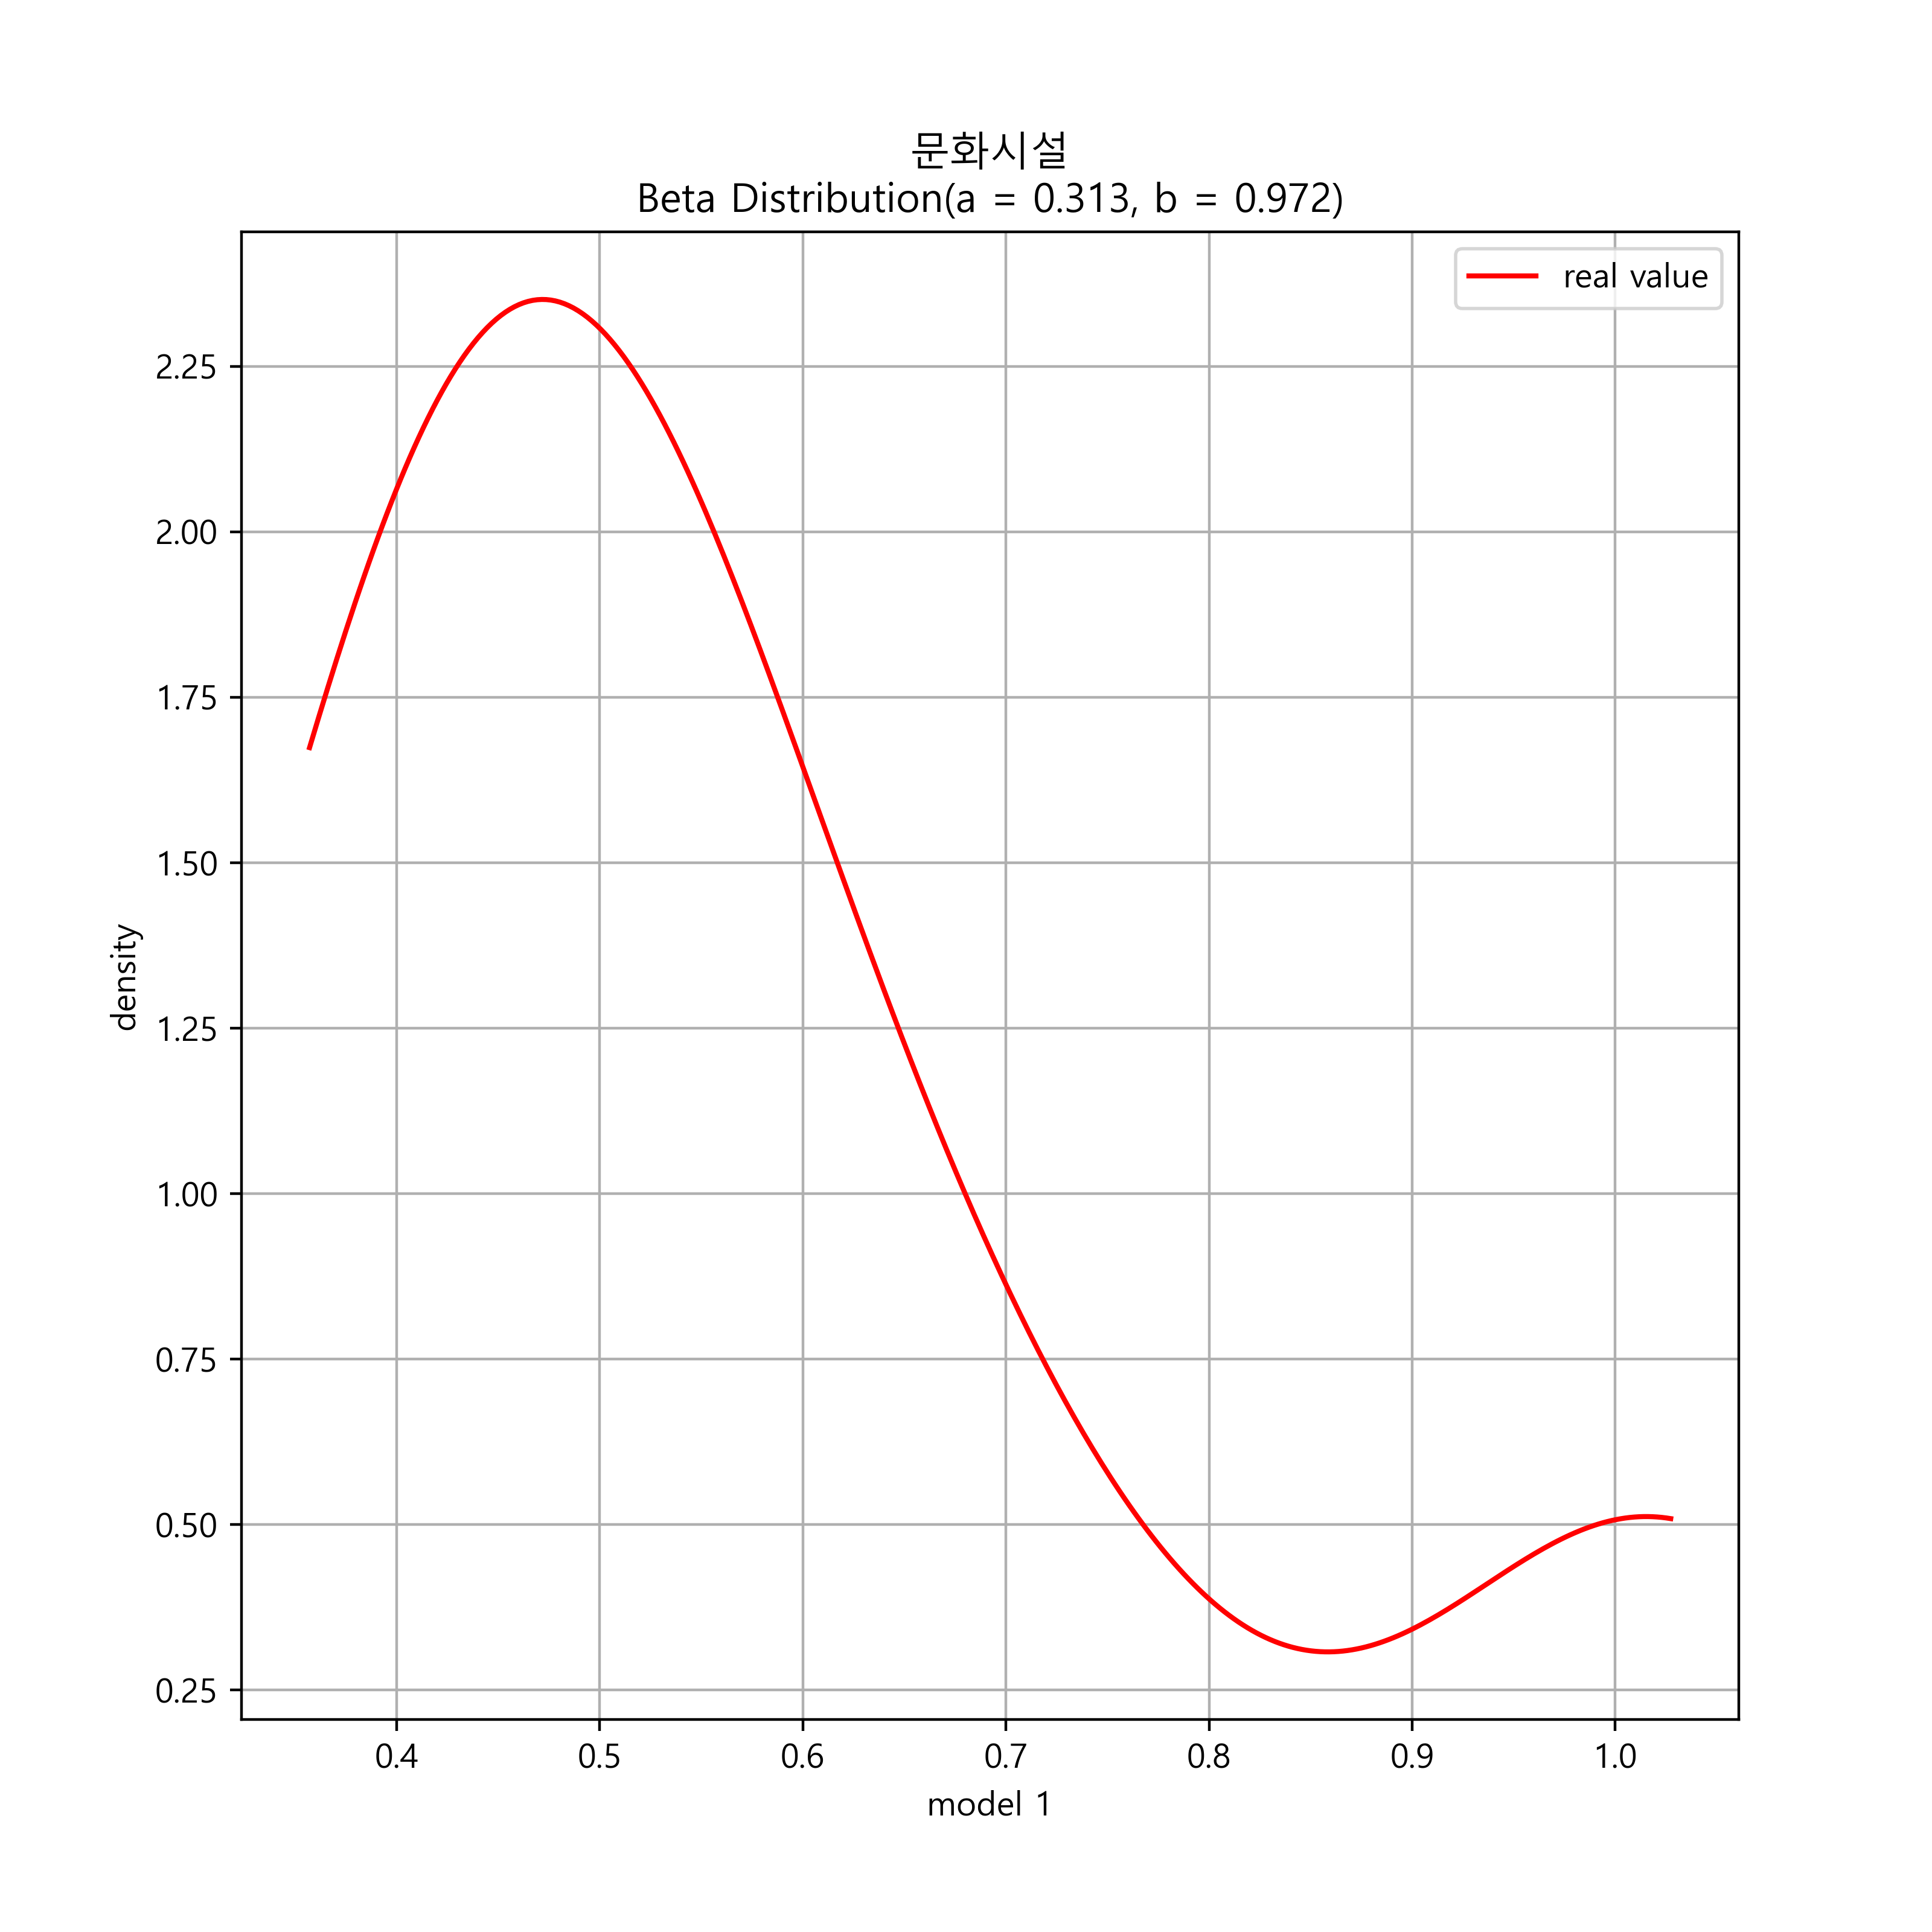 문화시설
Beta Distribution(a = 0.313, b = 0.972)
real value
2.25
2.00
1.75
1.50
1.25
1.00
0.75
0.50
0.25
density
0.4 0.5 0.6 0.7 0.8 0.9 1.0
model 1